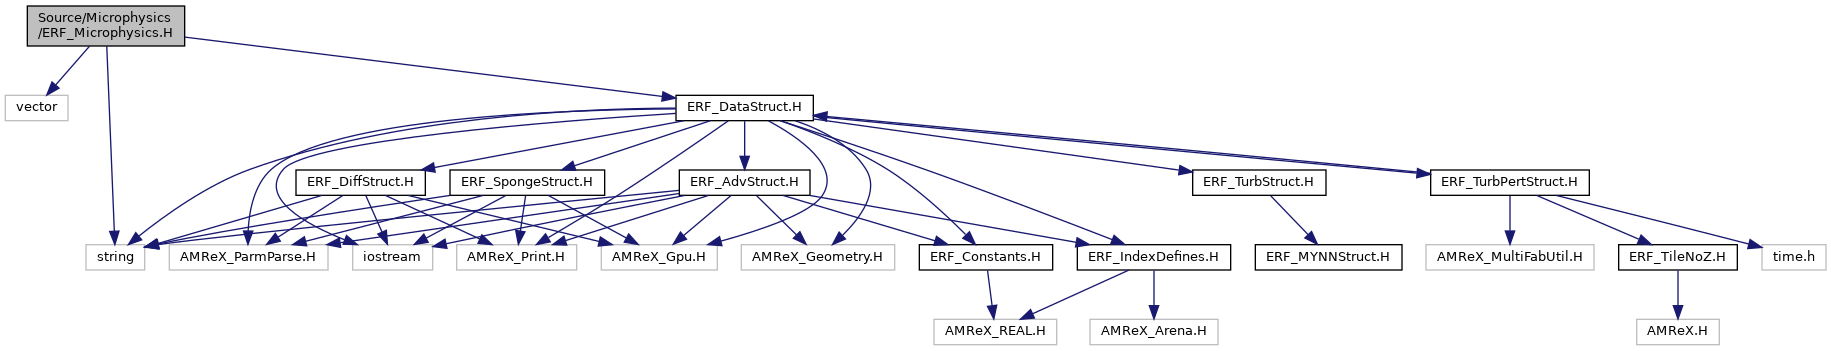 Source/Microphysics
/ERF_Microphysics.H
vector
ERF_DataStruct.H
ERF_DiffStruct.H
ERF_SpongeStruct.H
ERF_AdvStruct.H
ERF_TurbStruct.H
ERF_TurbPertStruct.H
string
AMReX_ParmParse.H
iostream
AMReX_Print.H
AMReX_Gpu.H
AMReX_Geometry.H
ERF_Constants.H
ERF_IndexDefines.H
ERF_MYNNStruct.H
AMReX_MultiFabUtil.H
ERF_TileNoZ.H
time.h
AMReX_REAL.H
AMReX_Arena.H
AMReX.H